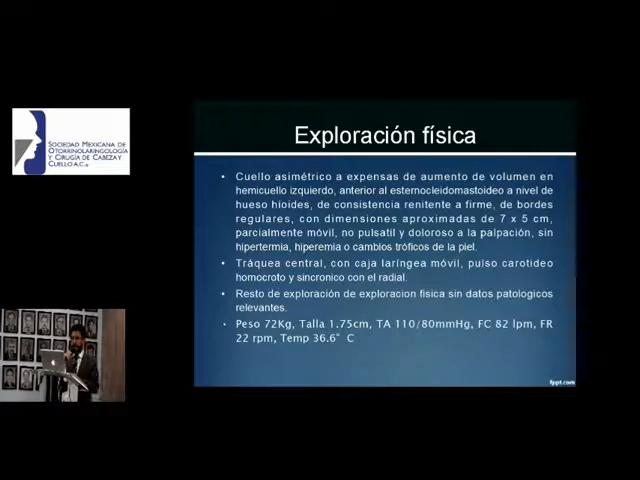 SOCIEDAD MEXICANA DE
OTORRINOLARINGOLOGÍA
Y CIRUGÍA DE CABEZA Y
CUELLO A.C.
Exploración física
• Cuello asimétrico a expensas de aumento de volumen en
hemicuello izquierdo, anterior al esternocleidomastoideo a nivel de
hueso hioides, de consistencia renitente a firme, de bordes
regulares, con dimensiones aproximadas de 7 x 5 cm,
parcialmente móvil, no pulsatil y doloroso a la palpación, sin
hipertermia, hiperemia o cambios tróficos de la piel.
• Tráquea central, con caja laríngea móvil, pulso carotideo
homocroto y sincronico con el radial.
• Resto de exploración de exploracion fisica sin datos patologicos
relevantes.
• Peso 72Kg, Talla 1.75cm, TA 110/80mmHg, FC 82 lpm, FR
22 rpm, Temp 36.6° C
fppt.com